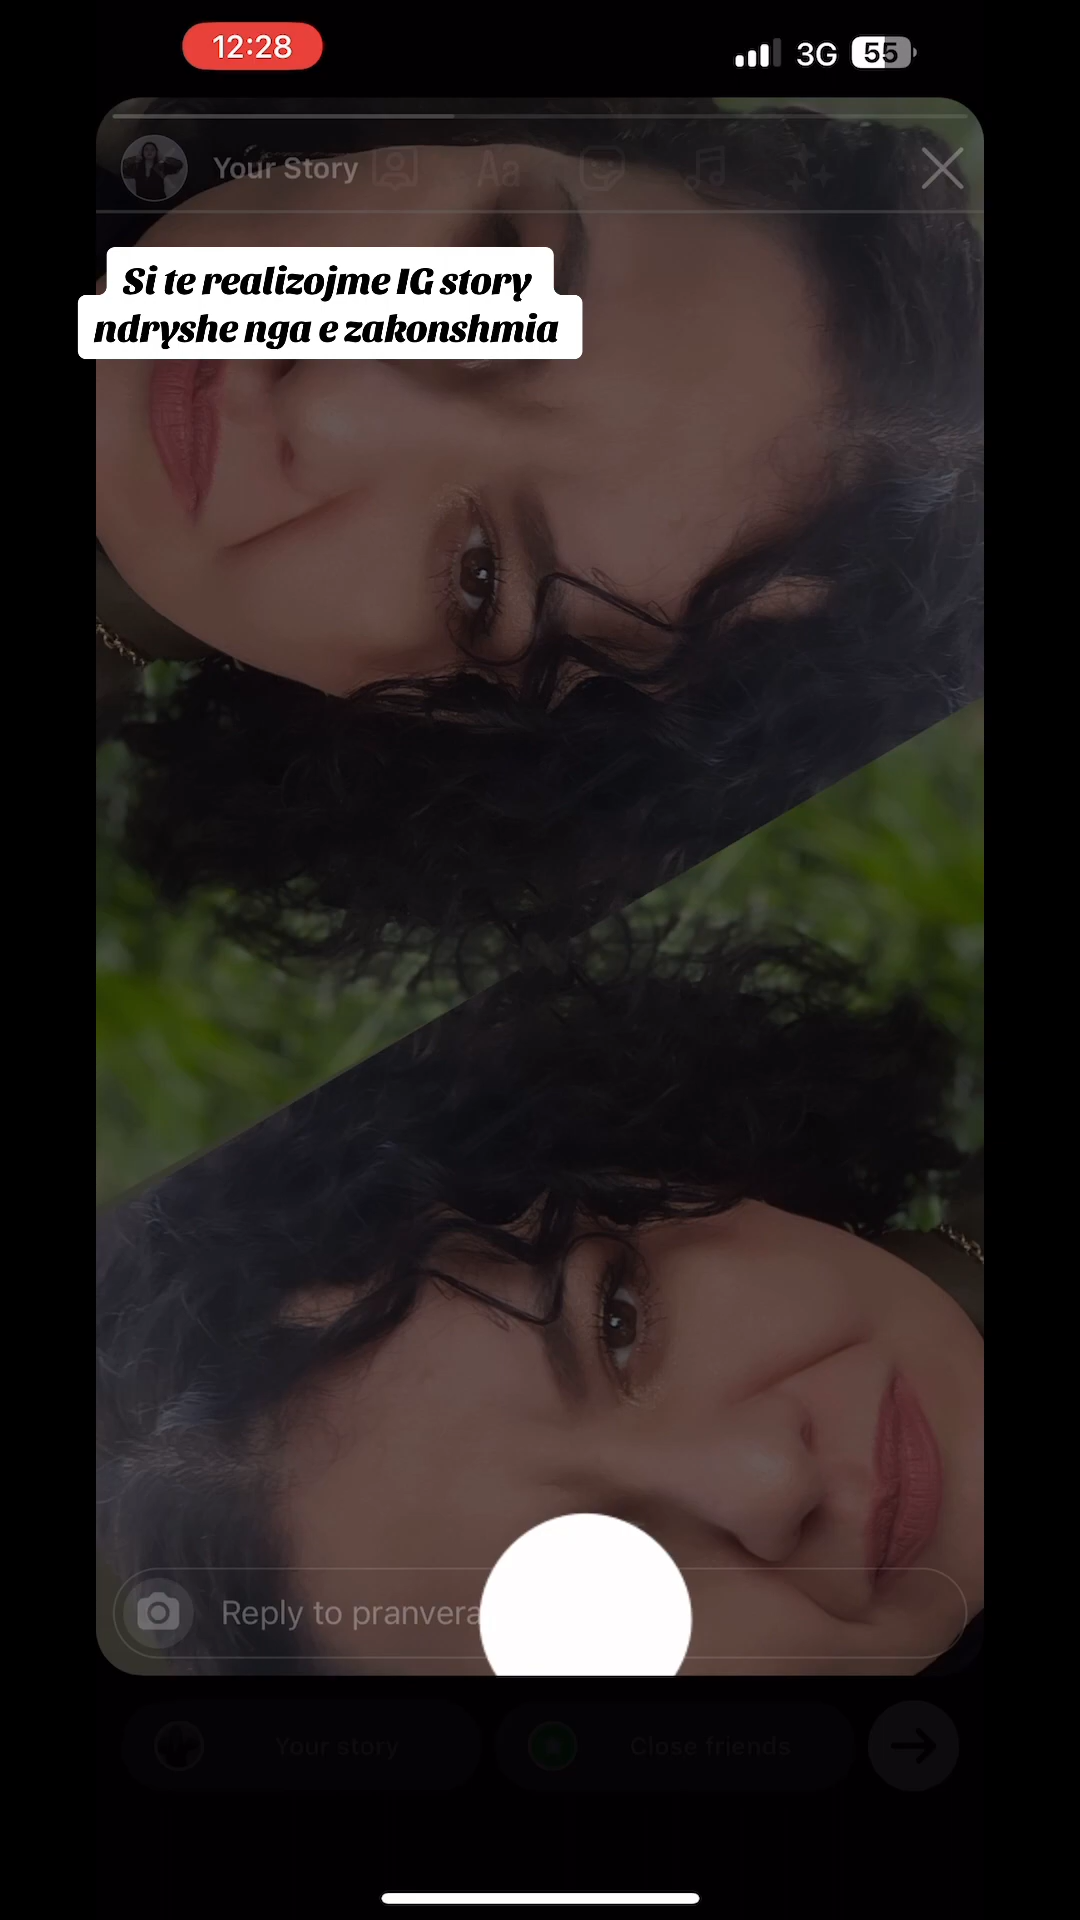 12:28
3G
55
Your Story
Aa
Si te realizojme IG story
ndryshe nga e zakonshmia
Reply to pranvera
Your story
Close friends